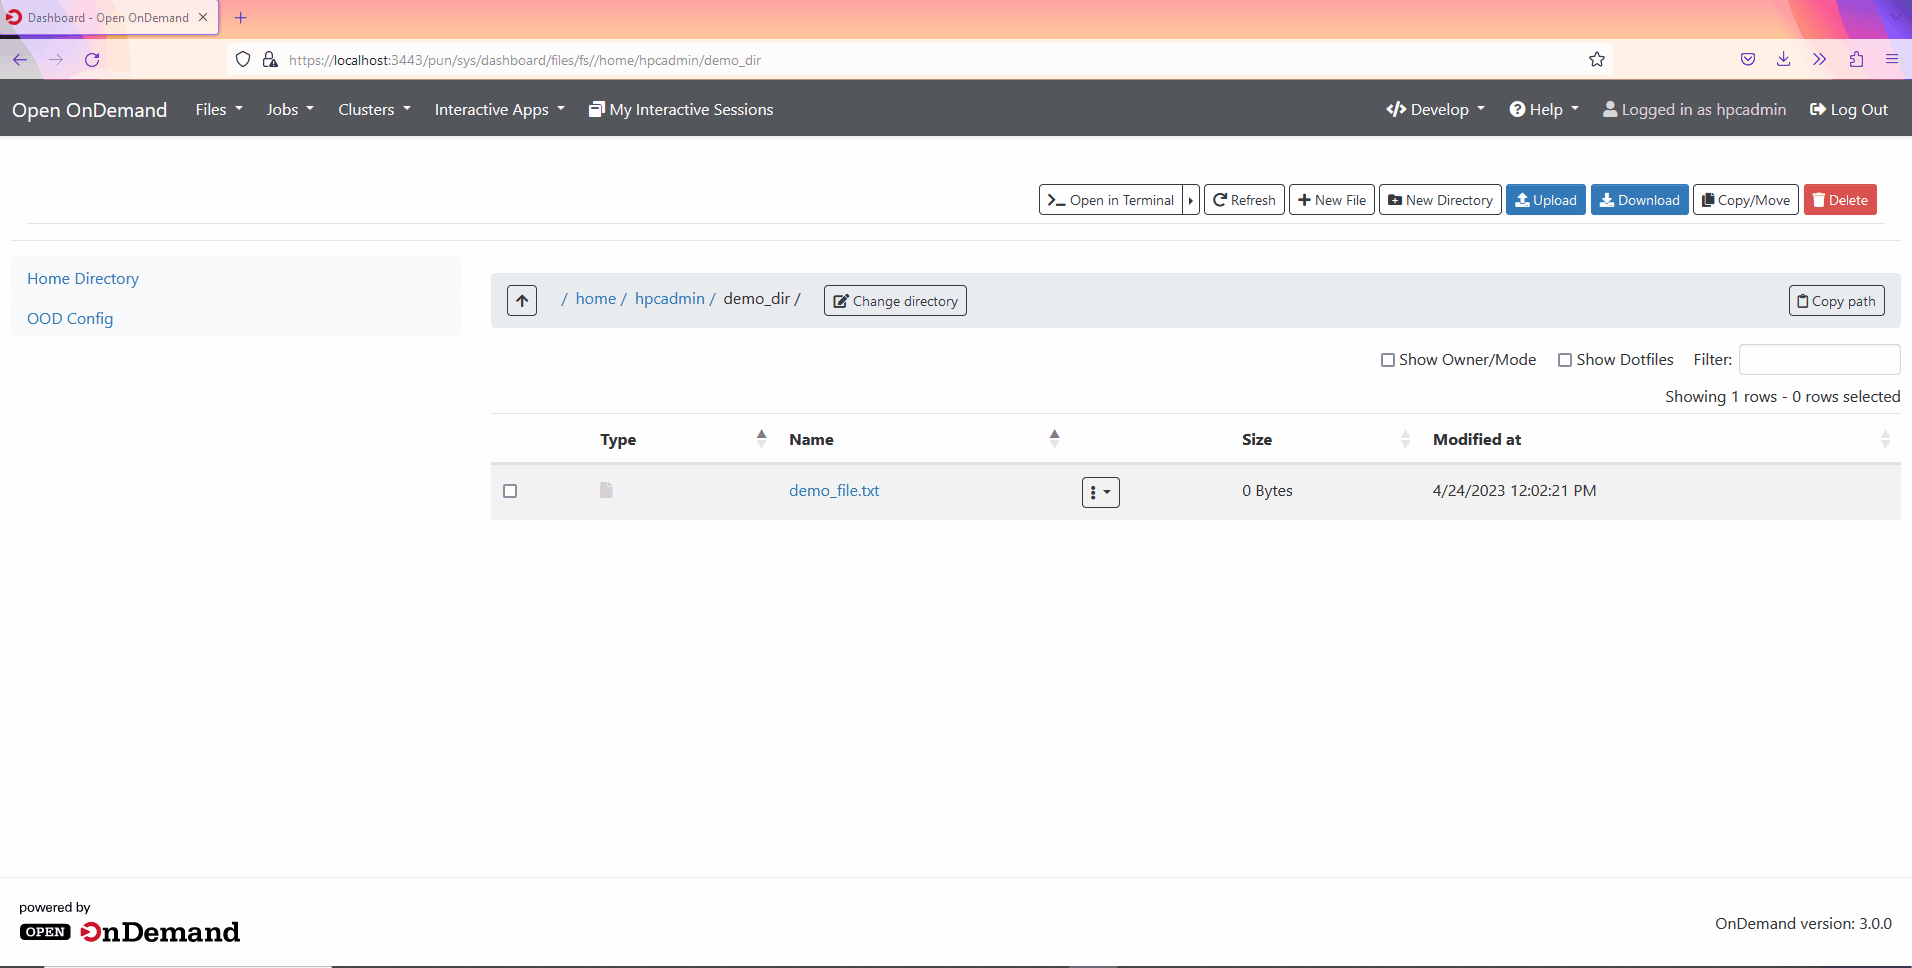 Dashboard - Open OnDemand
https://localhost:3443/pun/sys/dashboard/files/fs//home/hpcadmin/demo_dir
Open OnDemand Files Jobs Clusters Interactive Apps My Interactive Sessions Develop Help Logged in as hpcadmin Log Out
Open in Terminal Refresh New File New Directory Upload Download Copy/Move Delete
Home Directory
OOD Config
/ home / hpcadmin / demo_dir / Change directory Copy path
Show Owner/Mode Show Dotfiles Filter:
Showing 1 rows - 0 rows selected
Type Name Size Modified at
demo_file.txt 0 Bytes 4/24/2023 12:02:21 PM
powered by
OPEN OnDemand
OnDemand version: 3.0.0